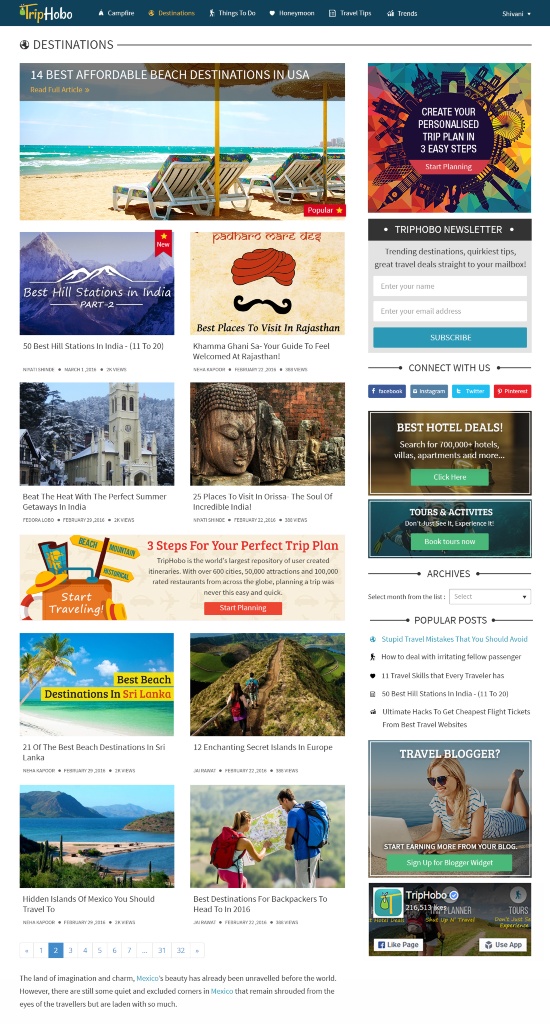 TripHobo
Campfire
Destinations
Things To Do
Honeymoon
Travel Tips
Trends
Shivani
DESTINATIONS
14 BEST AFFORDABLE BEACH DESTINATIONS IN USA
Read Full Article »
Popular
New
Best Hill Stations in India
-PART-2-
50 Best Hill Stations In India - (11 To 20)
NIYATI SHINDE • MARCH 1 ,2016 • 2K VIEWS
padharo mare des
Best Places To Visit In Rajasthan
Khamma Ghani Sa- Your Guide To Feel
Welcomed At Rajasthan!
NEHA KAPOOR • FEBRUARY 22 ,2016 • 388 VIEWS
Beat The Heat With The Perfect Summer
Getaways In India
FEDORA LOBO • FEBRUARY 29 ,2016 • 2K VIEWS
25 Places To Visit In Orissa- The Soul Of
Incredible India!
NIYATI SHINDE • FEBRUARY 22 ,2016 • 388 VIEWS
BEACH
MOUNTAIN
HISTORICAL
Start
Traveling!
3 Steps For Your Perfect Trip Plan
TripHobo is the world's largest repository of user created
itineraries. With over 600 cities, 50,000 attractions and 100,000
rated restaurants from across the globe, planning a trip was
never this easy and quick.
Start Planning
Best Beach
Destinations In Sri Lanka
21 Of The Best Beach Destinations In Sri
Lanka
NEHA KAPOOR • FEBRUARY 29 ,2016 • 2K VIEWS
12 Enchanting Secret Islands In Europe
JAI RAWAT • FEBRUARY 22, 2016 • 388 VIEWS
Hidden Islands Of Mexico You Should
Travel To
NEHA KAPOOR • FEBRUARY 29 ,2016 • 2K VIEWS
Best Destinations For Backpackers To
Head To In 2016
JAI RAWAT • FEBRUARY 22, 2016 • 388 VIEWS
« 1 2 3 4 5 6 7 ... 31 32 »
The land of imagination and charm, Mexico's beauty has already been unravelled before the world.
However, there are still some quiet and excluded corners in Mexico that remain shrouded from the
eyes of the travellers but are laden with so much.
CREATE YOUR
PERSONALISED
TRIP PLAN IN
3 EASY STEPS
Start Planning
• TRIPHOBO NEWSLETTER •
Trending destinations, quirkiest tips,
great travel deals straight to your mailbox!
Enter your name
Enter your email address
SUBSCRIBE
CONNECT WITH US
facebook
Instagram
Twitter
Pinterest
BEST HOTEL DEALS!
Search for 700,000+ hotels,
villas, apartments and more...
Click Here
TOURS & ACTIVITES
Don't Just See It, Experience It!
Book tours now
ARCHIVES
Select month from the list : Select
POPULAR POSTS
Stupid Travel Mistakes That You Should Avoid
How to deal with irritating fellow passenger
11 Travel Skills that Every Traveler has
50 Best Hill Stations In India - (11 To 20)
Ultimate Hacks To Get Cheapest Flight Tickets
From Best Travel Websites
TRAVEL BLOGGER?
START EARNING MORE FROM YOUR BLOG.
Sign Up for Blogger Widget
TripHobo
216,513 likes
TRIP PLANNER
TOURS
Hotel Deals
Shut Up N' Travel
Don't Just See It,
Experience
Like Page
Use App